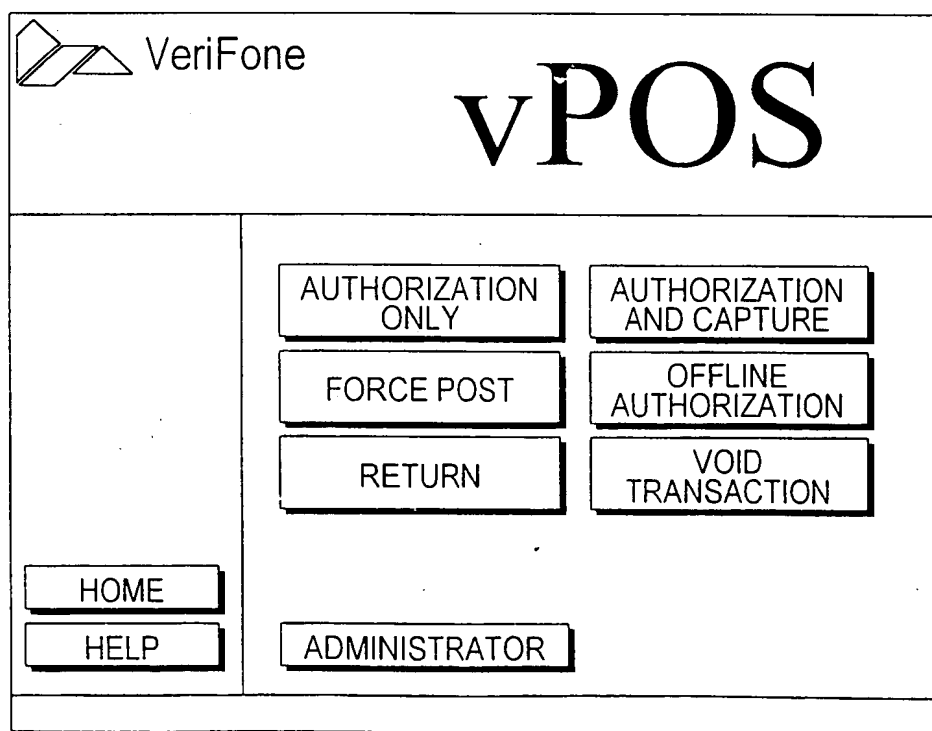 VeriFone
vPOS
AUTHORIZATION
ONLY
AUTHORIZATION
AND CAPTURE
FORCE POST
OFFLINE
AUTHORIZATION
RETURN
VOID
TRANSACTION
HOME
HELP
ADMINISTRATOR